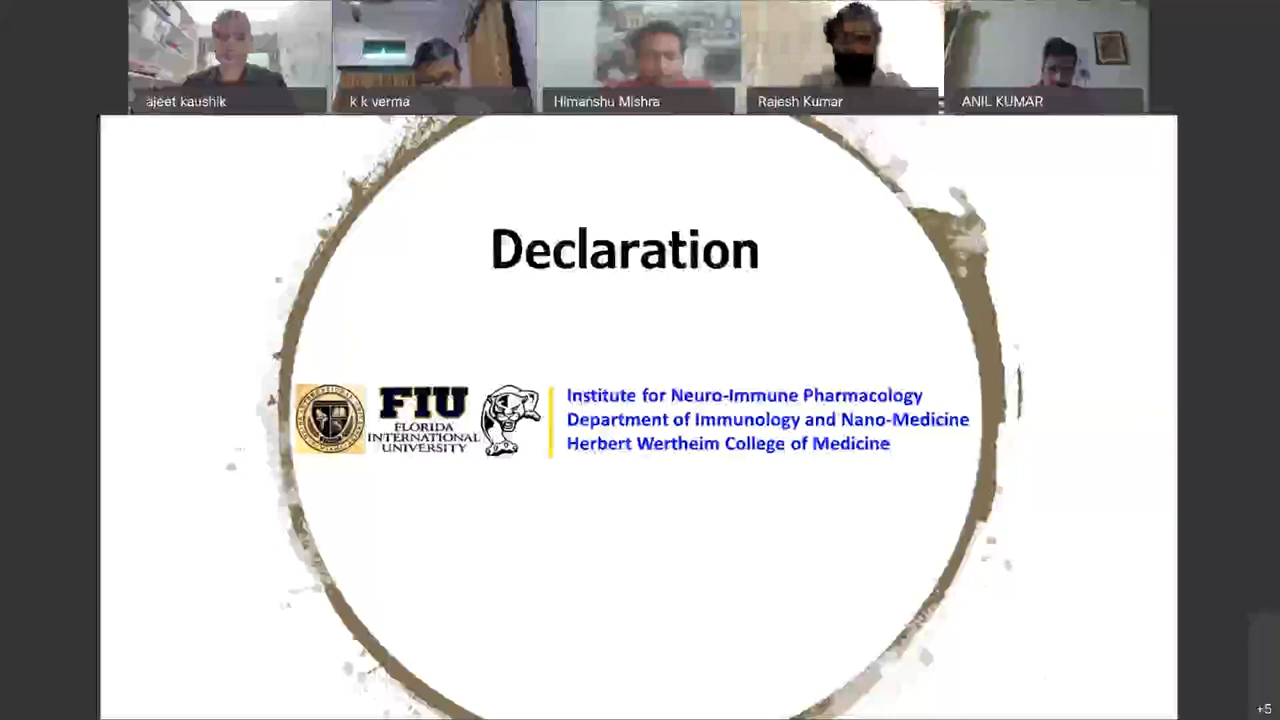 ajeet kaushik
k k verma
Himanshu Mishra
Rajesh Kumar
ANIL KUMAR
Declaration
FIU
FLORIDA
INTERNATIONAL
UNIVERSITY
Institute for Neuro-Immune Pharmacology
Department of Immunology and Nano-Medicine
Herbert Wertheim College of Medicine
+5